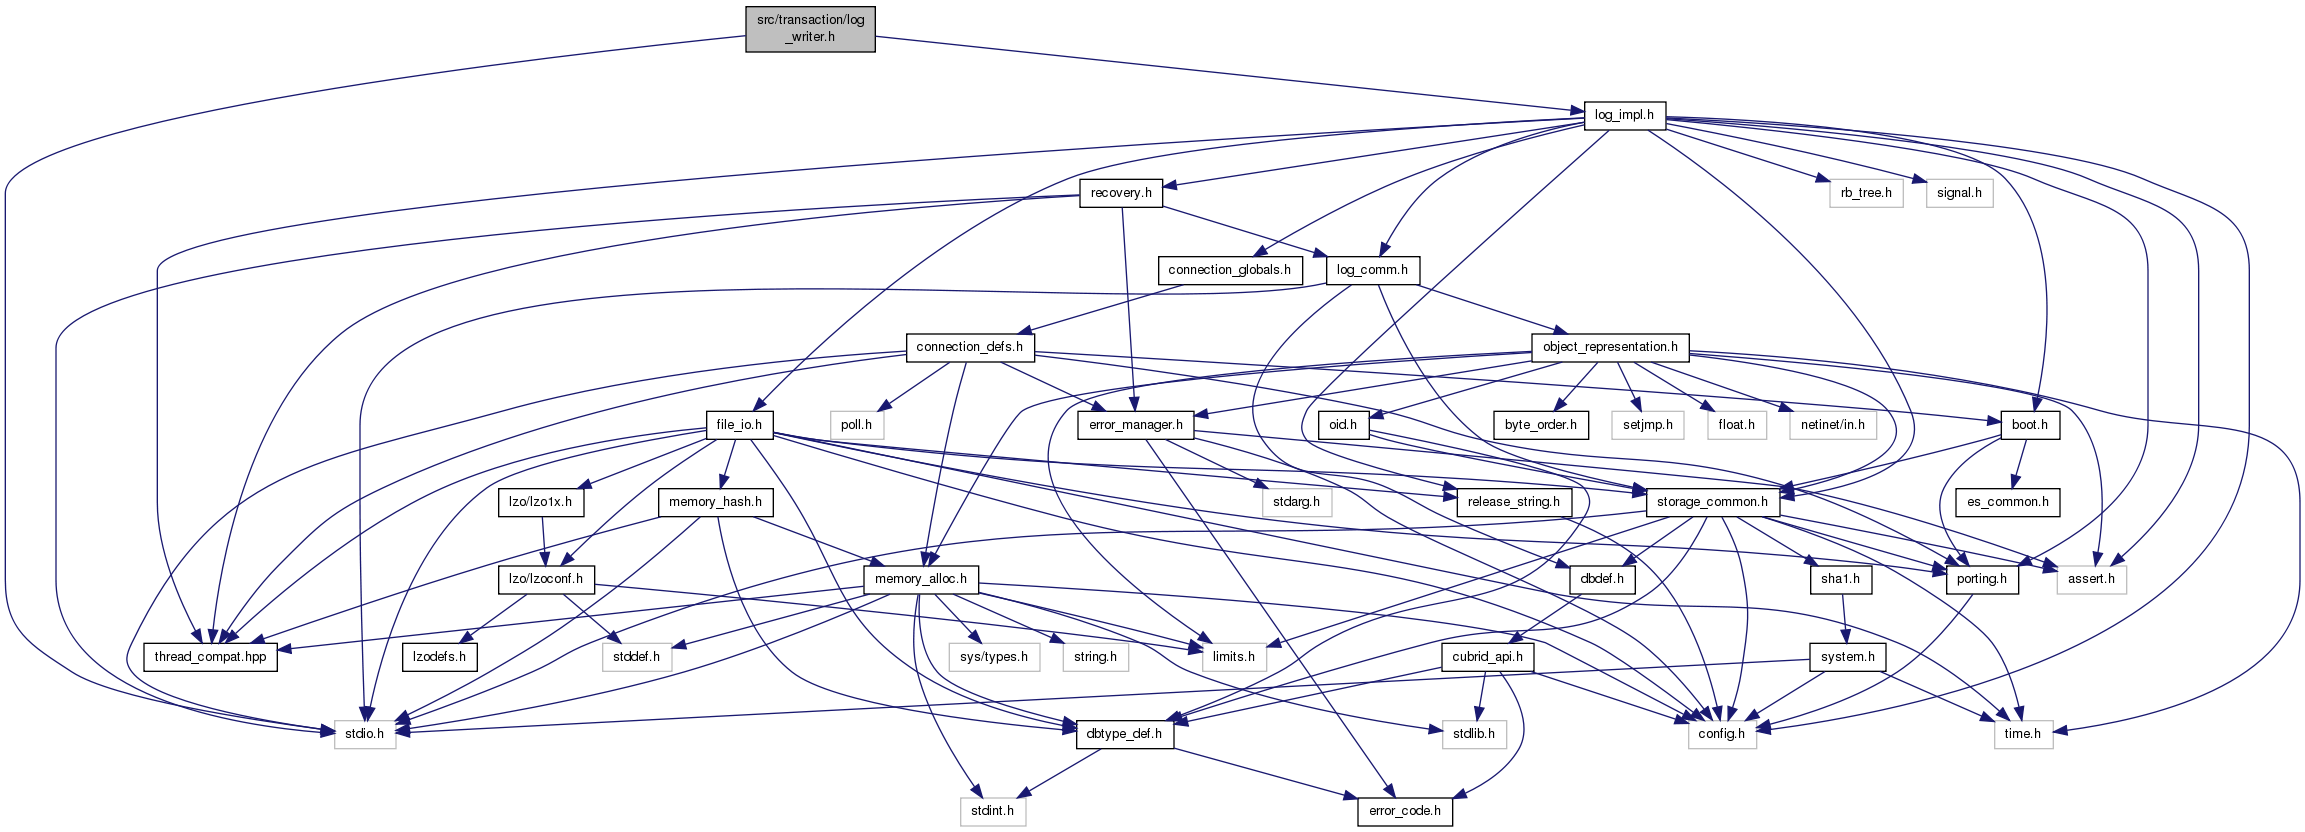 src/transaction/log
_writer.h
log_impl.h
recovery.h
rb_tree.h
signal.h
connection_globals.h
log_comm.h
connection_defs.h
object_representation.h
poll.h
file_io.h
error_manager.h
oid.h
byte_order.h
setjmp.h
float.h
netinet/in.h
boot.h
lzo/lzo1x.h
memory_hash.h
stdarg.h
release_string.h
storage_common.h
es_common.h
lzo/lzoconf.h
memory_alloc.h
dbdef.h
sha1.h
porting.h
assert.h
thread_compat.hpp
lzodefs.h
stddef.h
sys/types.h
string.h
limits.h
cubrid_api.h
system.h
stdio.h
dbtype_def.h
stdlib.h
config.h
time.h
stdint.h
error_code.h